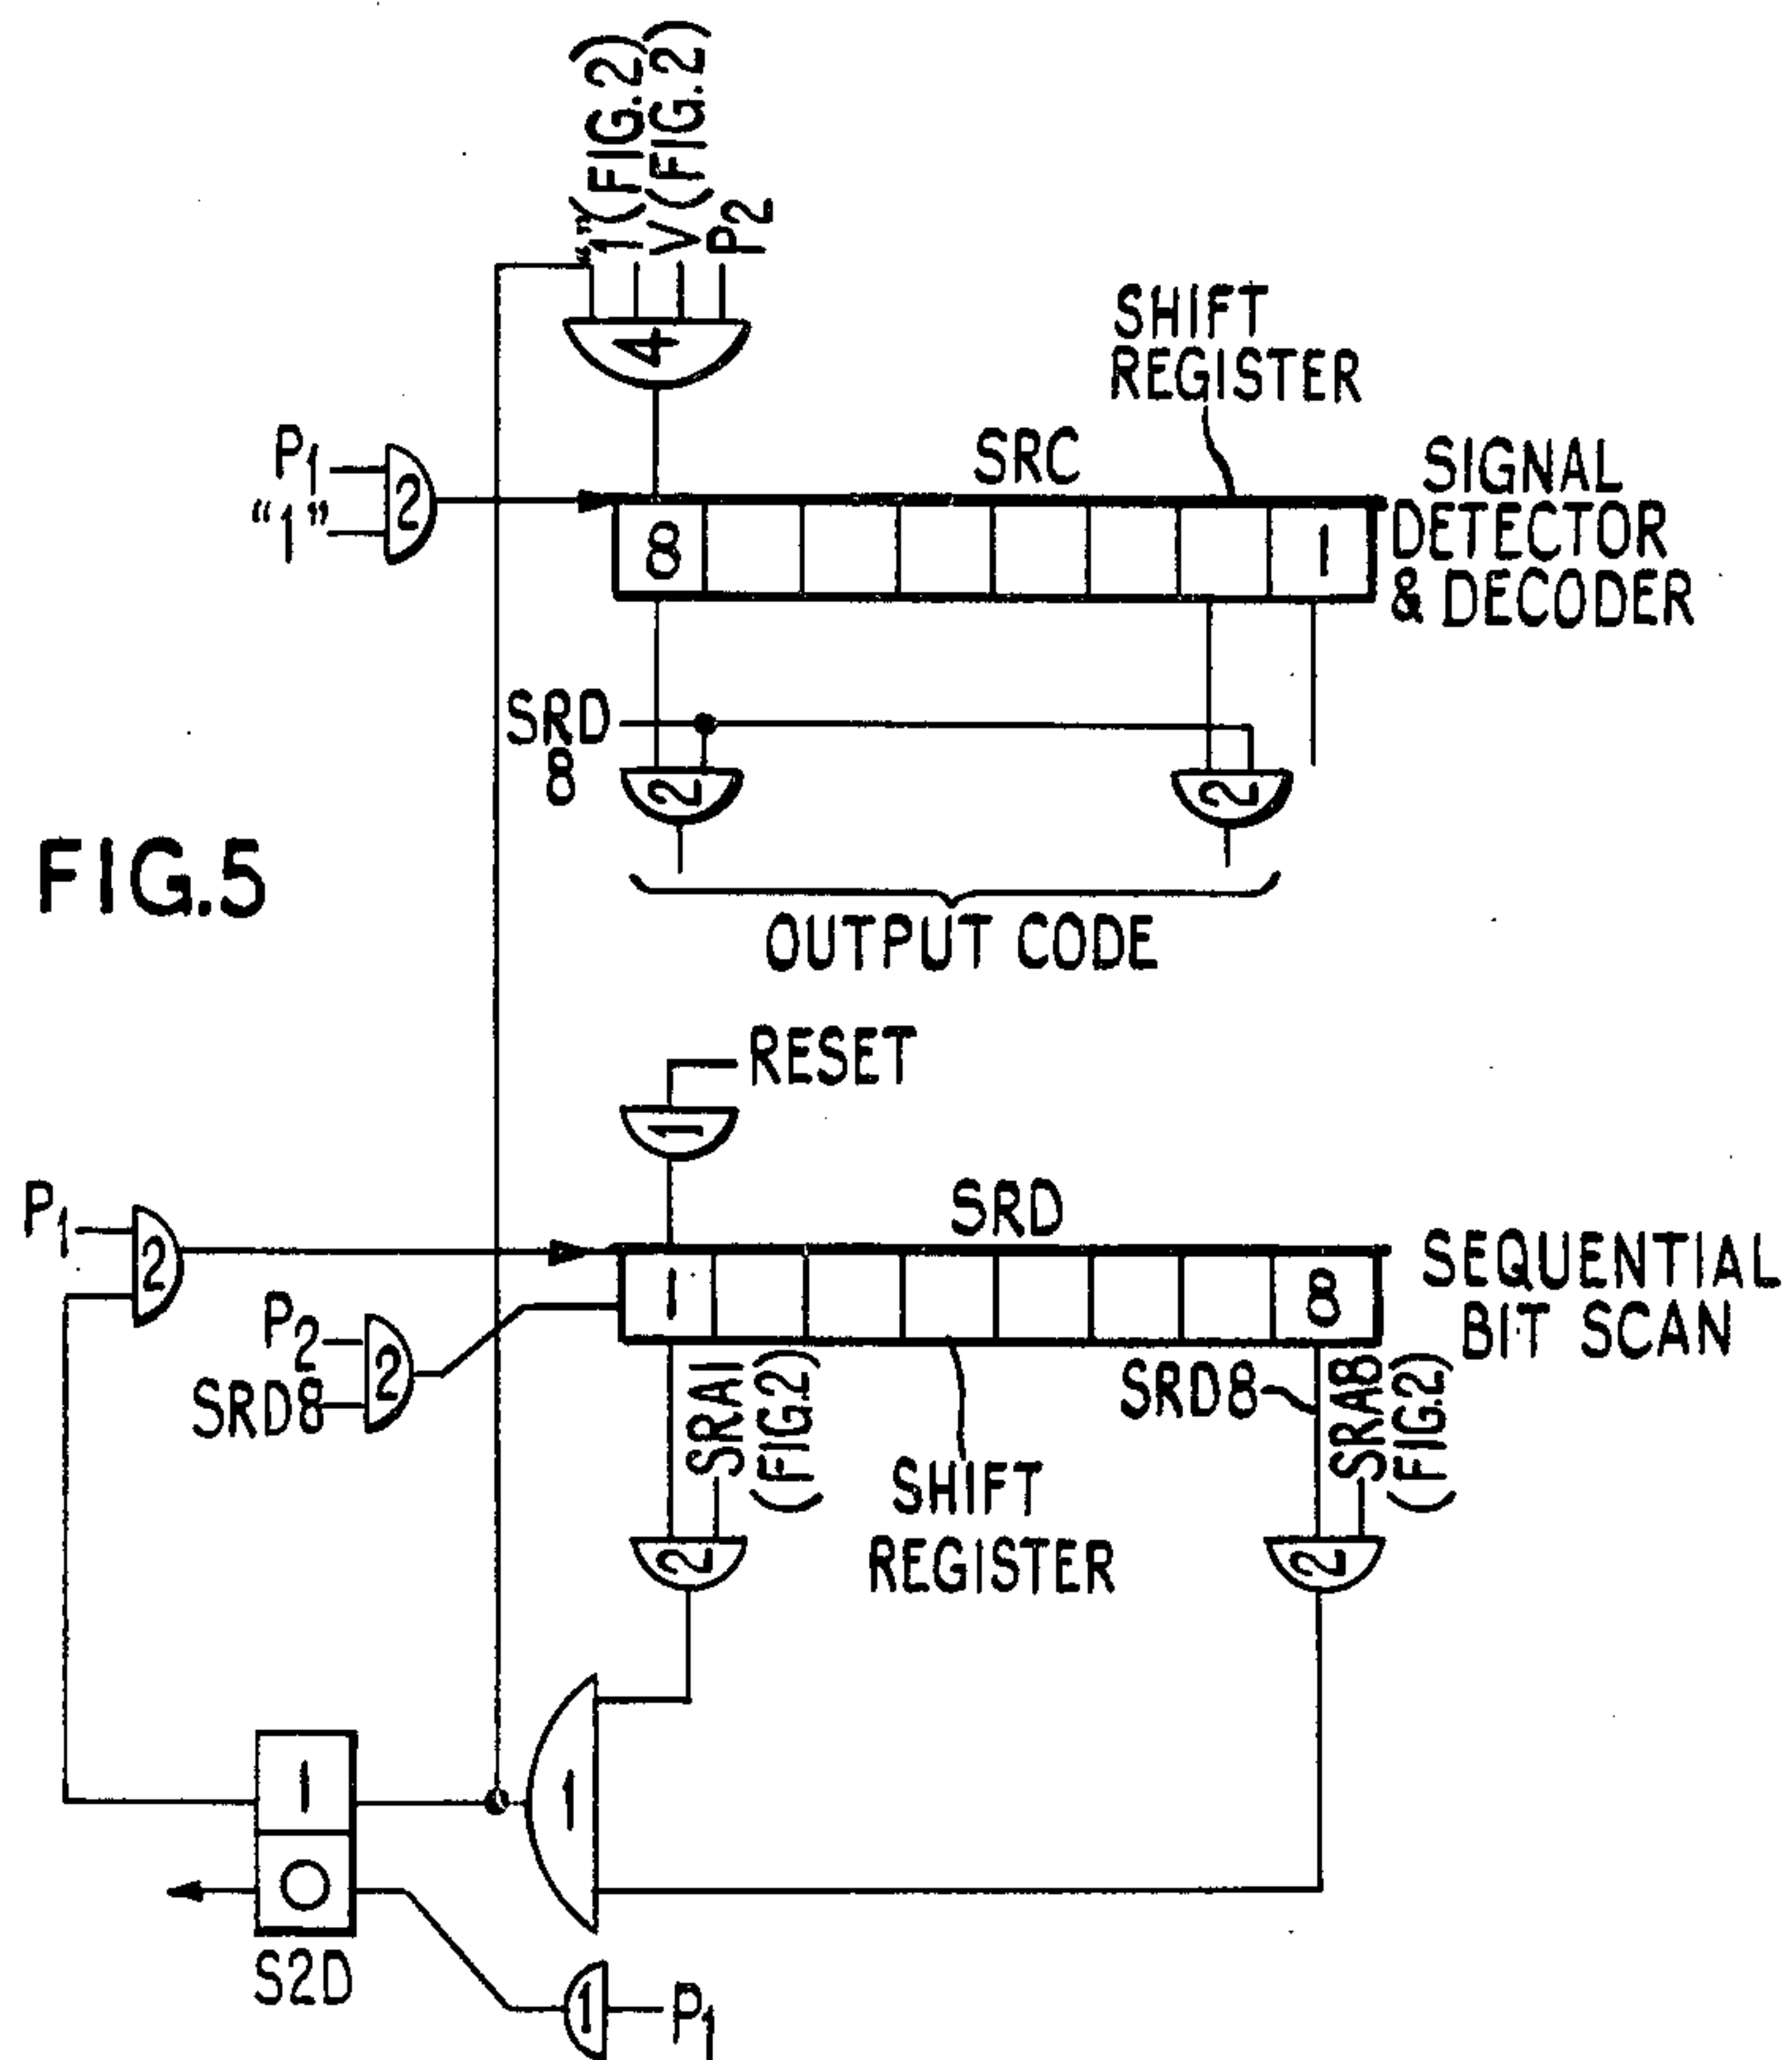 “1”(FIG.2)
V(FIG.2)
P2
4
SHIFT
REGISTER
P1
“1”
2
SRC
SIGNAL
DETECTOR
& DECODER
8
1
SRD
8
2
2
FIG.5
OUTPUT CODE
RESET
1
P1
2
SRD
SEQUENTIAL
BIT SCAN
1
8
P2
SRD8
2
SRA1
(FIG.2)
SRD8
SRA8
(FIG.2)
SHIFT
REGISTER
2
2
1
1
0
S2D
1
P1